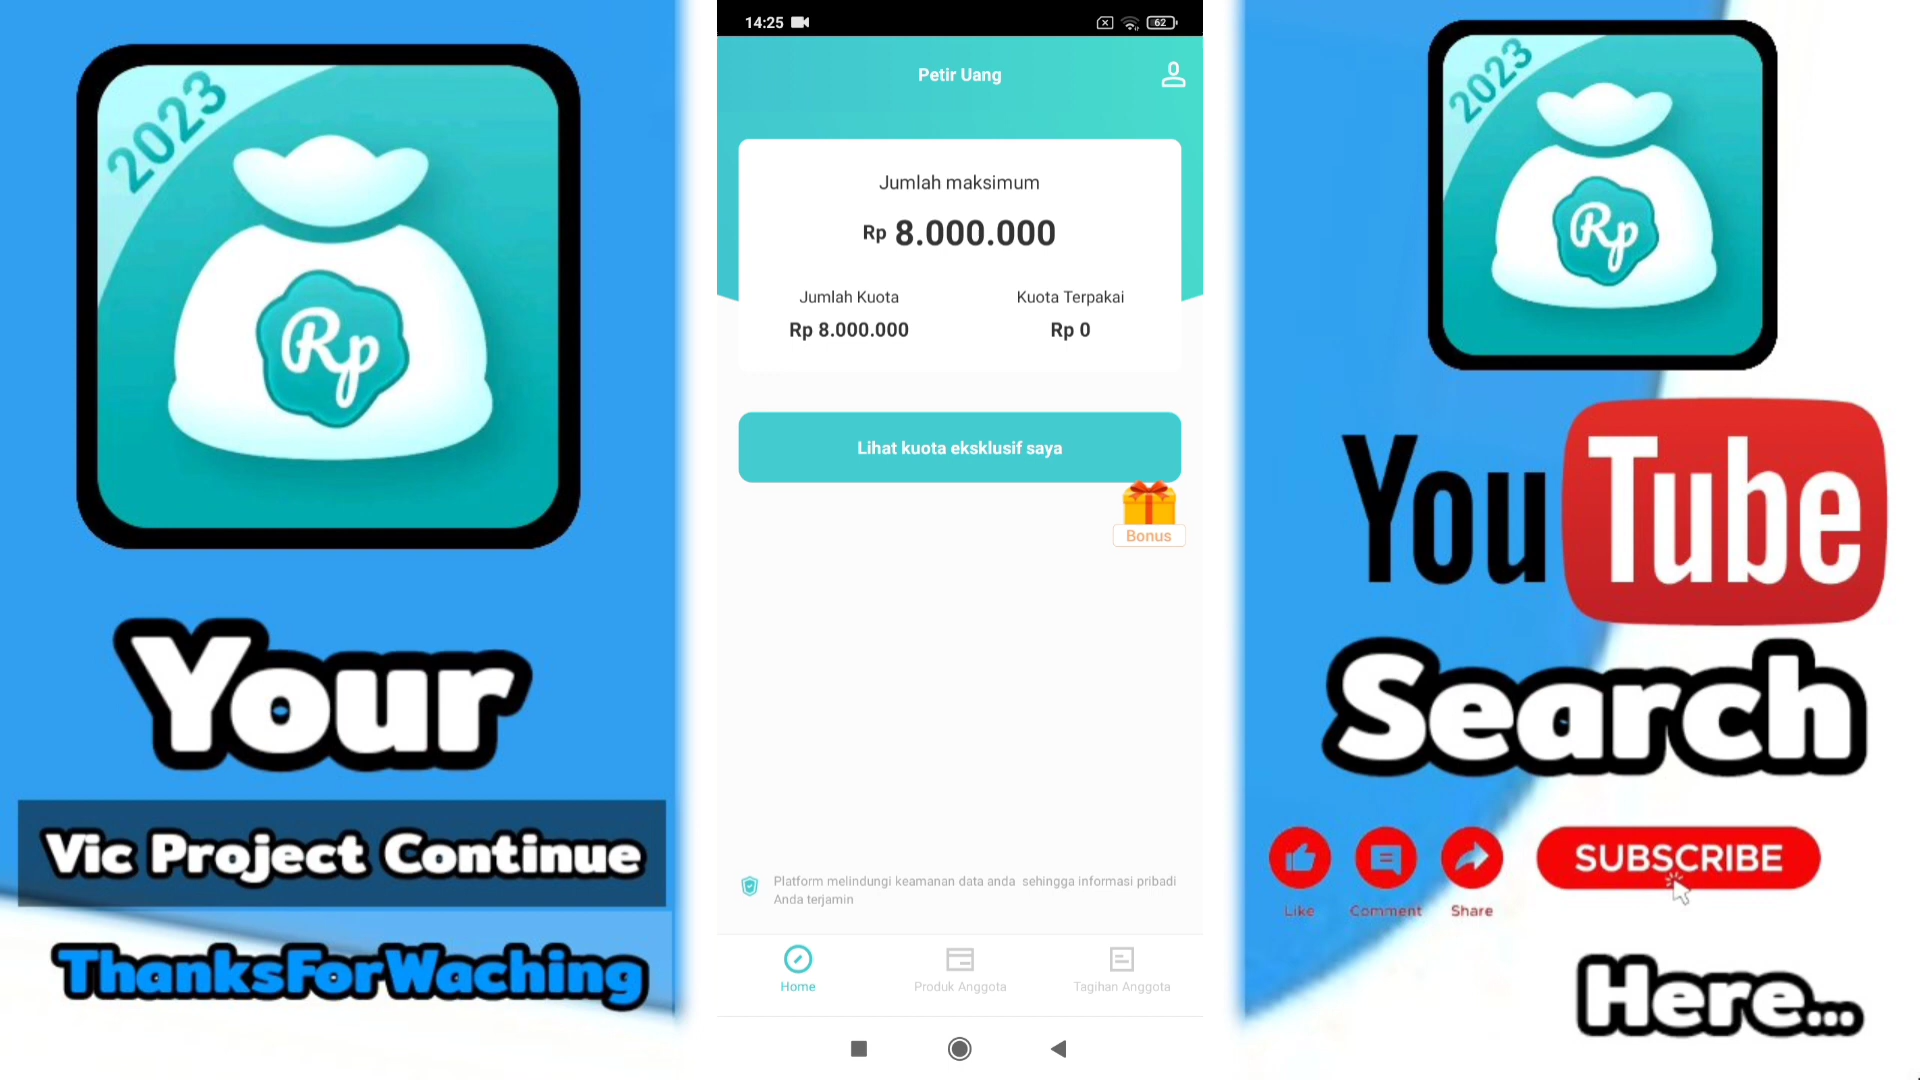 2023
Rp
Your
Vic Project Continue
ThanksForWaching
14:25
62
Petir Uang
Jumlah maksimum
Rp 8.000.000
Jumlah Kuota
Kuota Terpakai
Rp 8.000.000
Rp 0
Lihat kuota eksklusif saya
Bonus
Platform melindungi keamanan data anda sehingga informasi pribadi
Anda terjamin
Home
Produk Anggota
Tagihan Anggota
2023
Rp
YouTube
Search
SUBSCRIBE
Like
Comment
Share
Here...